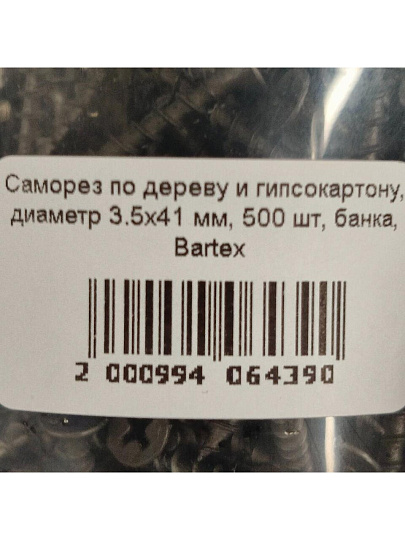 Саморез по дереву и гипсокартону,
диаметр 3.5х41 мм, 500 шт, банка,
Bartex
2 000994 064390